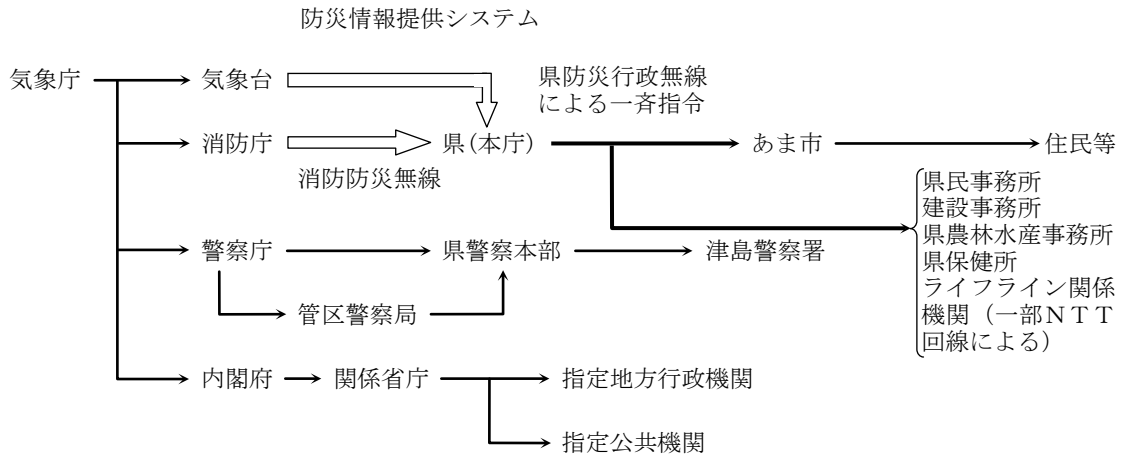 防災情報提供システム
気象庁
気象台
県防災行政無線
による一斉指令
消防庁
県(本庁)
あま市
住民等
消防防災無線
県民事務所
建設事務所
県農林水産事務所
県保健所
ライフライン関係
機関（一部ＮＴＴ
回線による）
警察庁
県警察本部
津島警察署
管区警察局
内閣府
関係省庁
指定地方行政機関
指定公共機関